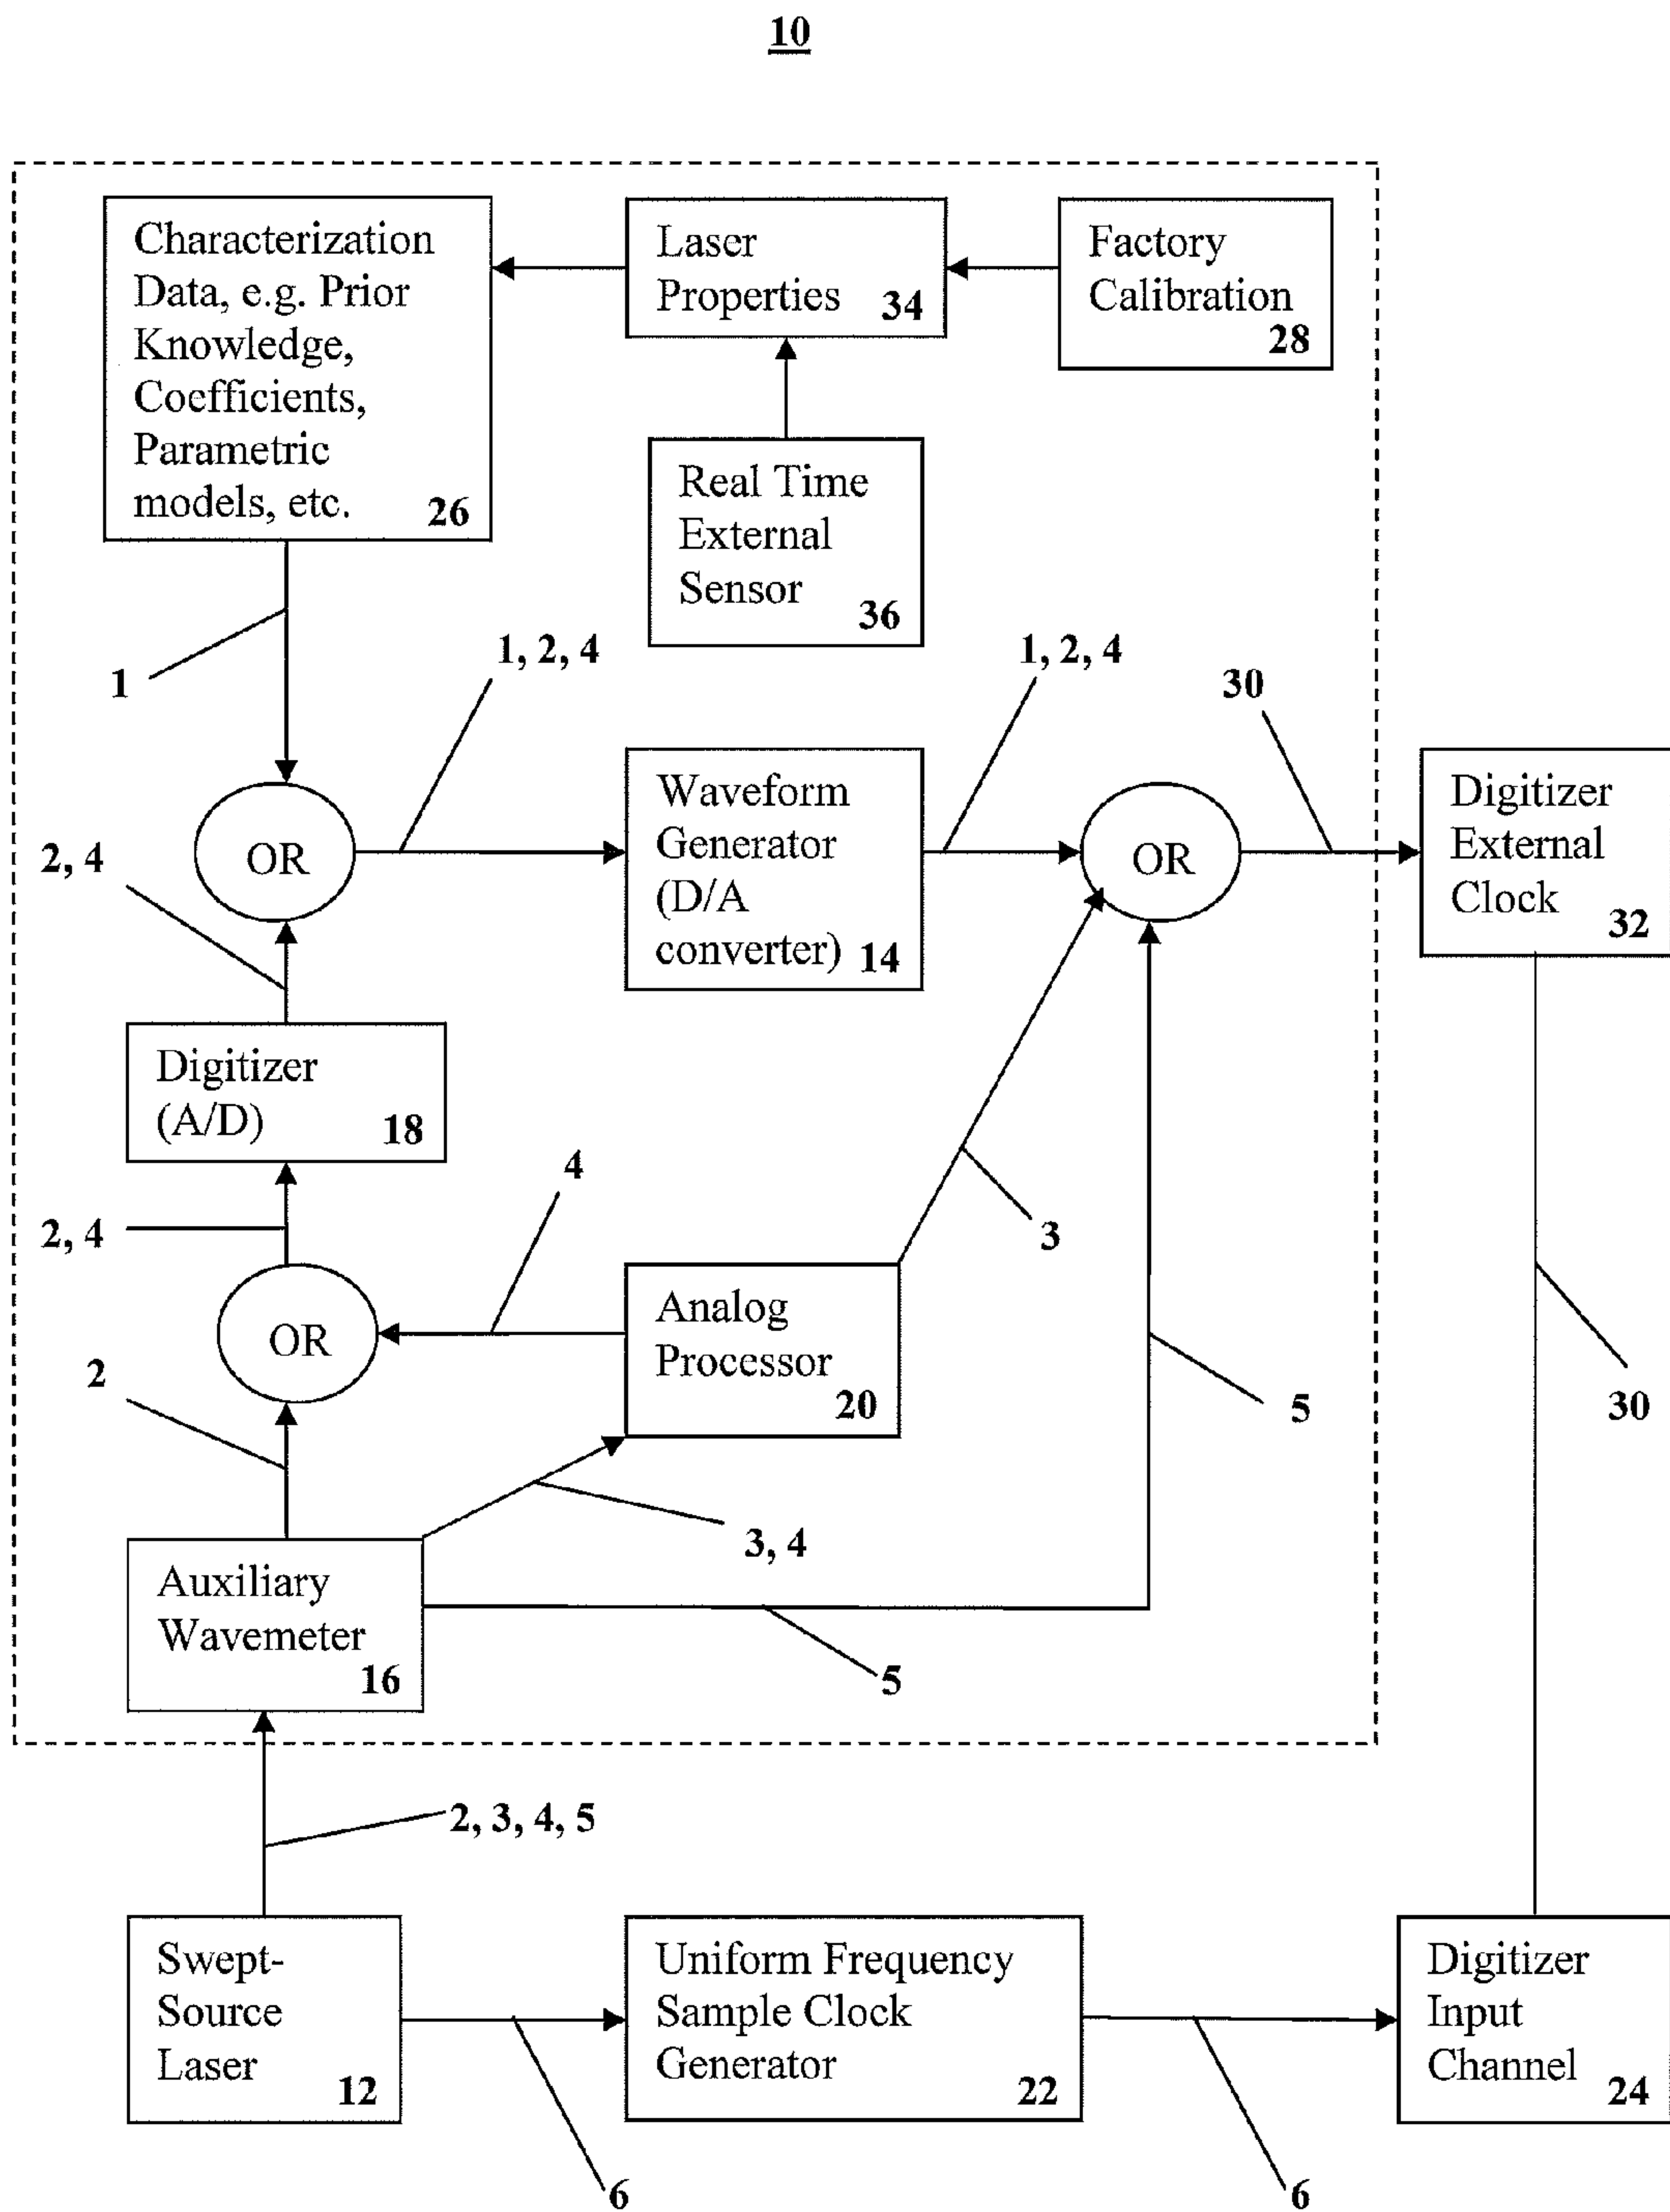 10
Characterization
Data, e.g. Prior
Knowledge,
Coefficients,
Parametric
models, etc.
26
Laser
Properties
34
Factory
Calibration
28
Real Time
External
Sensor
36
1
1, 2, 4
1, 2, 4
30
OR
Waveform
Generator
(D/A
converter)
14
OR
Digitizer
External
Clock
32
2, 4
Digitizer
(A/D)
18
4
3
2, 4
OR
Analog
Processor
20
2
5
30
3, 4
Auxiliary
Wavemeter
16
5
2, 3, 4, 5
Swept-
Source
Laser
12
Uniform Frequency
Sample Clock
Generator
22
Digitizer
Input
Channel
24
6
6